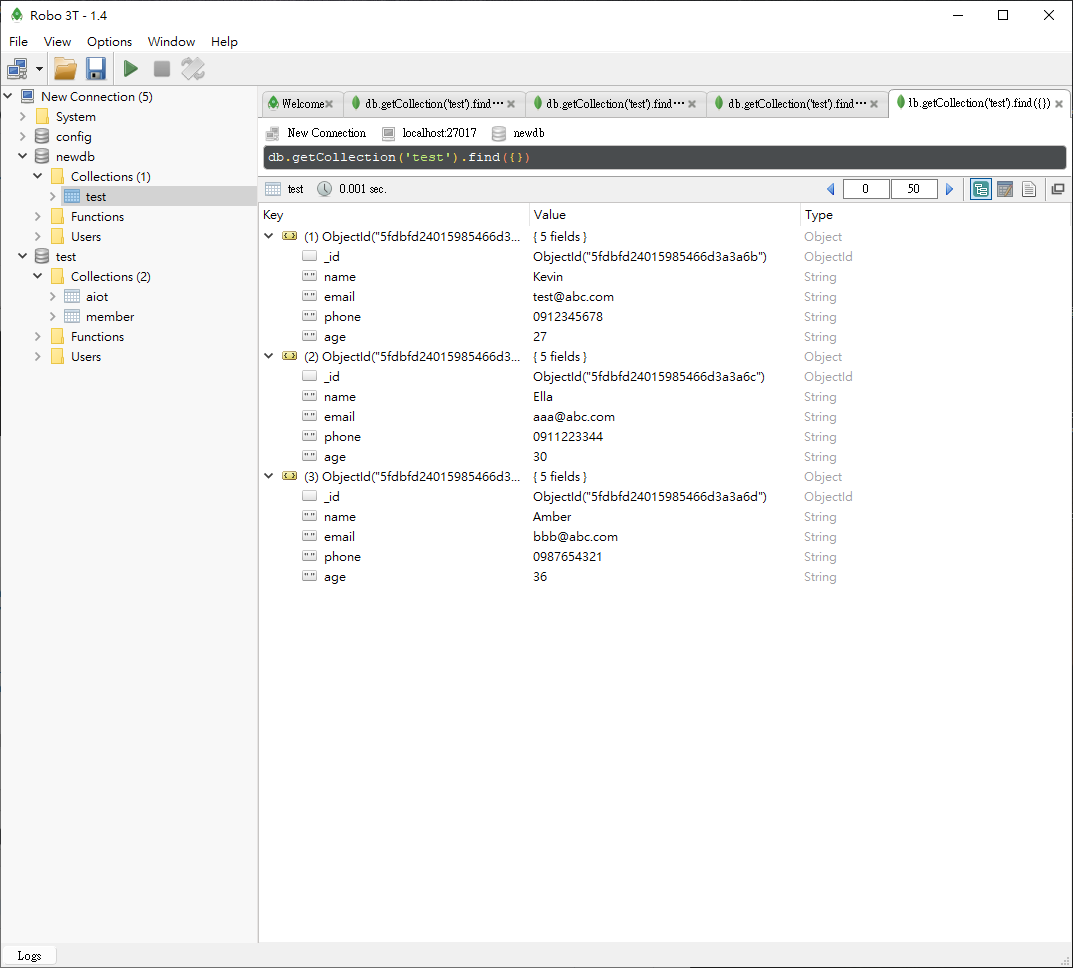 Robo 3T - 1.4
File View Options Window Help
New Connection (5)
System
config
newdb
Collections (1)
test
Functions
Users
test
Collections (2)
aiot
member
Functions
Users
Welcome db.getCollection('test').find··· db.getCollection('test').find··· db.getCollection('test').find··· lb.getCollection('test').find({})
New Connection localhost:27017 newdb
db.getCollection('test').find({})
test 0.001 sec. 0 50
Key Value Type
(1) ObjectId("5fdbfd24015985466d3... { 5 fields } Object
_id ObjectId("5fdbfd24015985466d3a3a6b") ObjectId
name Kevin String
email test@abc.com String
phone 0912345678 String
age 27 String
(2) ObjectId("5fdbfd24015985466d3... { 5 fields } Object
_id ObjectId("5fdbfd24015985466d3a3a6c") ObjectId
name Ella String
email aaa@abc.com String
phone 0911223344 String
age 30 String
(3) ObjectId("5fdbfd24015985466d3... { 5 fields } Object
_id ObjectId("5fdbfd24015985466d3a3a6d") ObjectId
name Amber String
email bbb@abc.com String
phone 0987654321 String
age 36 String
Logs